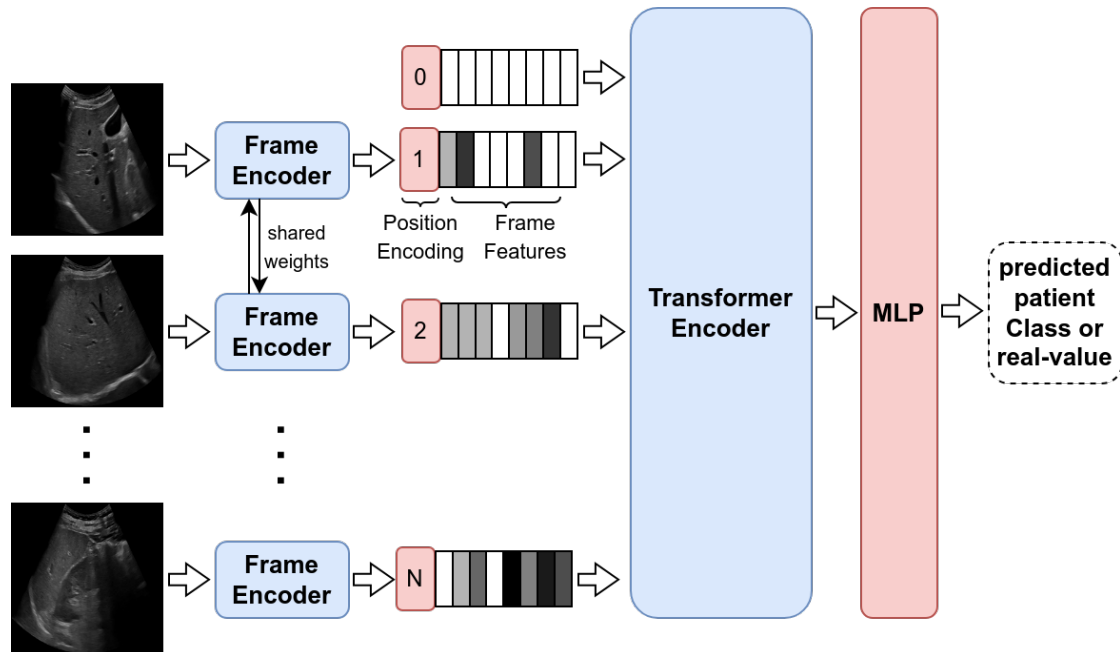 0
Frame
Encoder
1
Position
Encoding
Frame
Features
shared
weights
Frame
Encoder
2
Transformer
Encoder
MLP
predicted
patient
Class or
real-value
Frame
Encoder
N